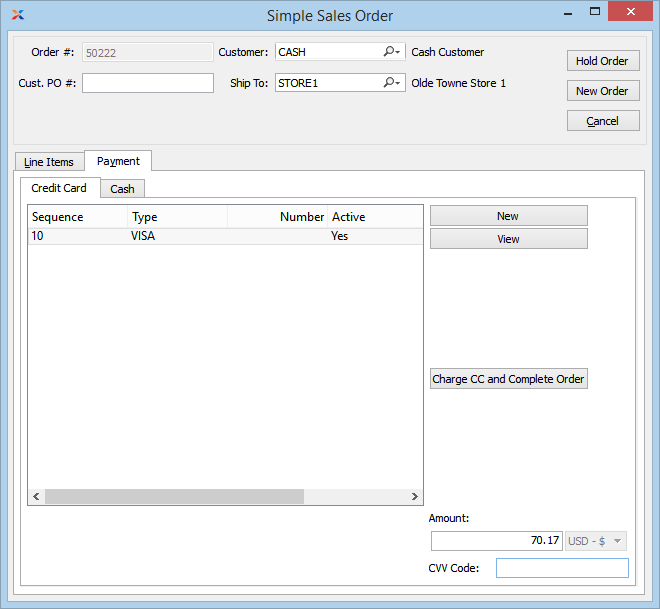 Simple Sales Order
Order #: 50222 Customer: CASH Cash Customer
Hold Order
Cust. PO #: Ship To: STORE1 Olde Towne Store 1
New Order
Cancel
Line Items Payment
Credit Card Cash
Sequence Type Number Active
10 VISA Yes
New
View
Charge CC and Complete Order
Amount:
70.17 USD - $
CVV Code: